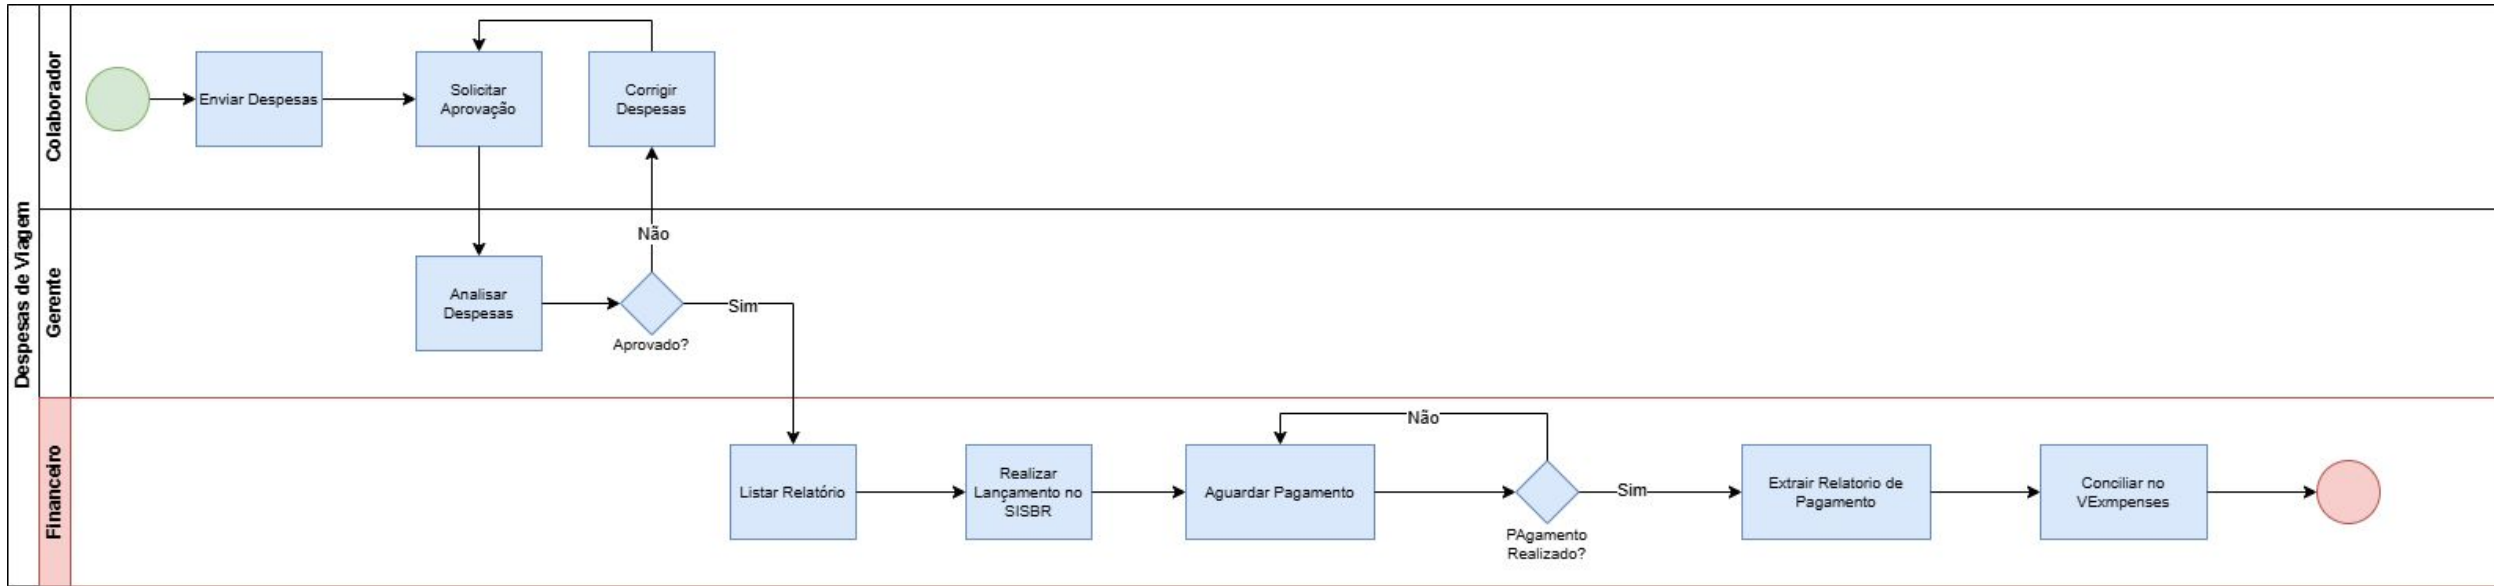 Despesas de Viagem
Colaborador
Enviar Despesas
Solicitar
Aprovação
Corrigir
Despesas
Gerente
Não
Analisar
Despesas
Sim
Aprovado?
Financeiro
Não
Listar Relatório
Realizar
Lançamento no
SISBR
Aguardar Pagamento
PAgamento
Realizado?
Sim
Extrair Relatorio de
Pagamento
Conciliar no
VExmpenses